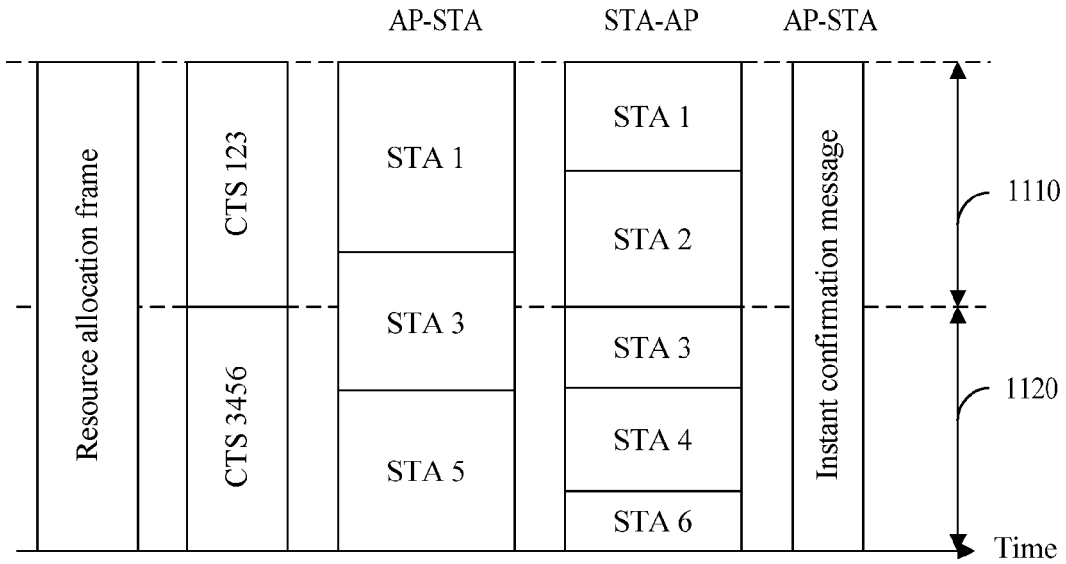 AP-STA
STA-AP
AP-STA
Resource allocation frame
CTS 123
CTS 3456
STA 1
STA 3
STA 5
STA 1
STA 2
STA 3
STA 4
STA 6
Instant confirmation message
1110
1120
Time